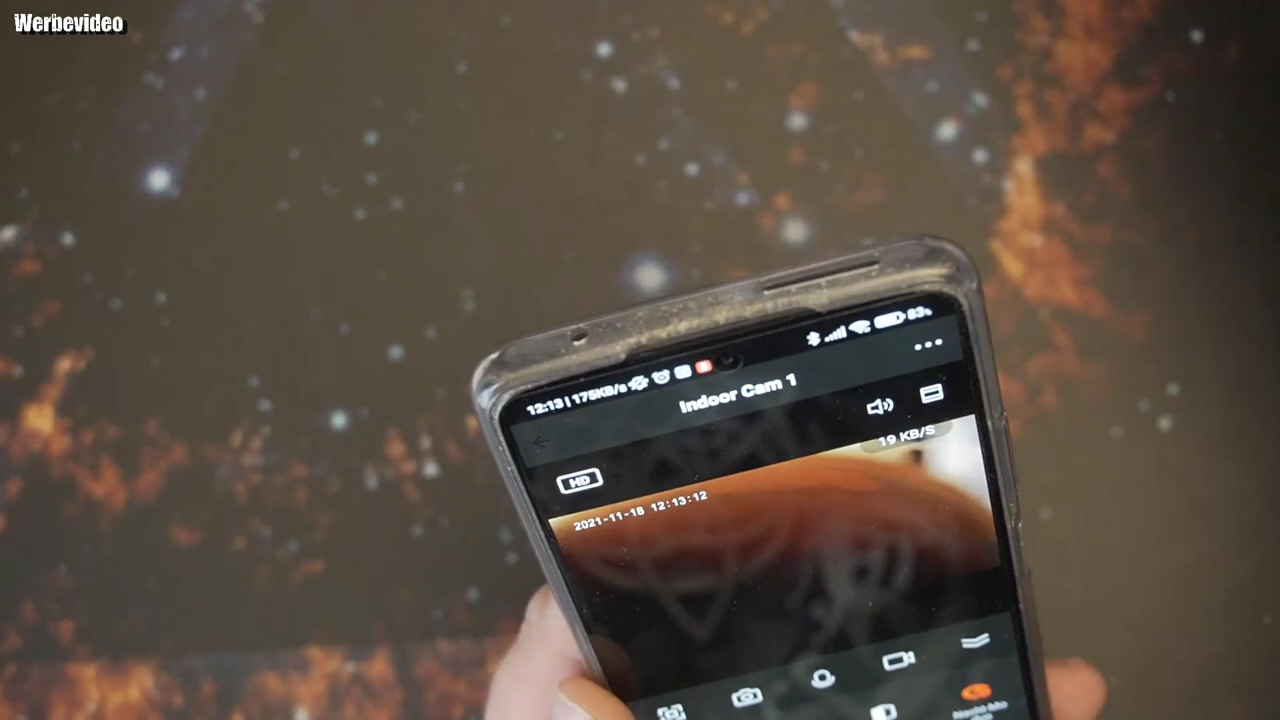 Werbevideo
12:13 | 175KB/s
83%
Indoor Cam 1
19 KB/S
HD
2021-11-18 12:13:12